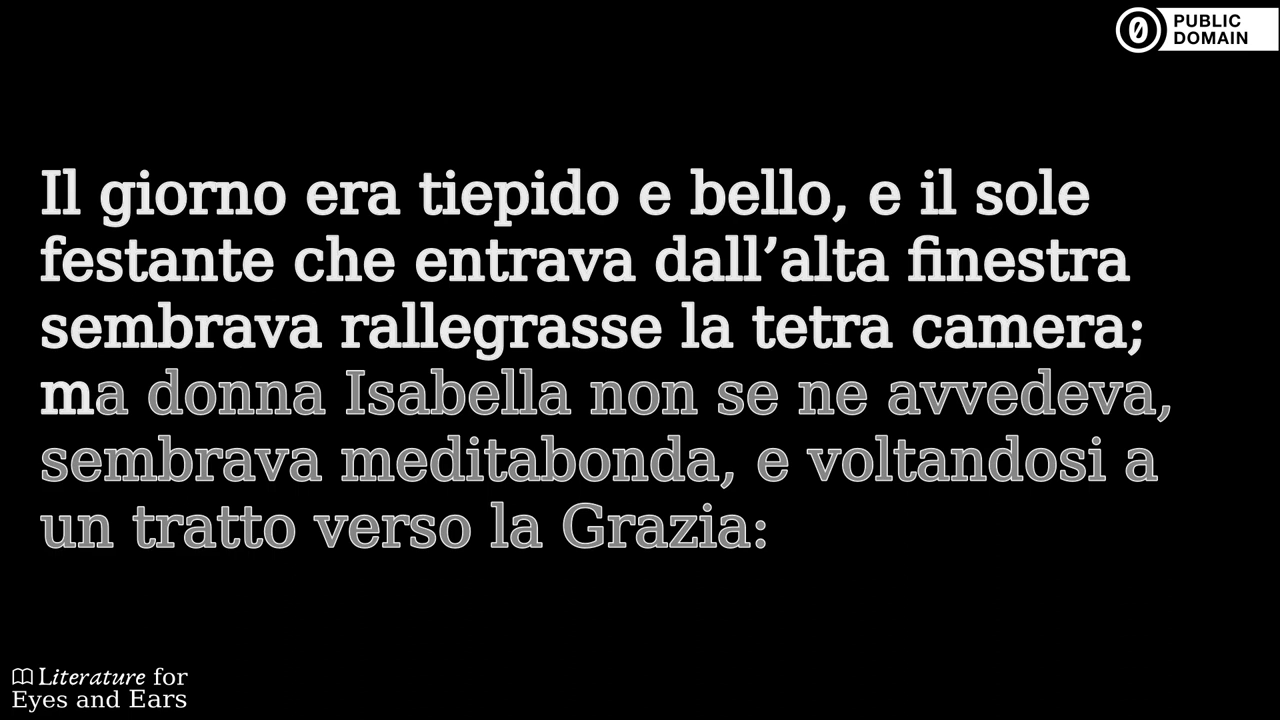 PUBLIC
DOMAIN
Il giorno era tiepido e bello, e il sole
festante che entrava dall’alta finestra
sembrava rallegrasse la tetra camera;
ma donna Isabella non se ne avvedeva,
sembrava meditabonda, e voltandosi a
un tratto verso la Grazia:
Literature for
Eyes and Ears